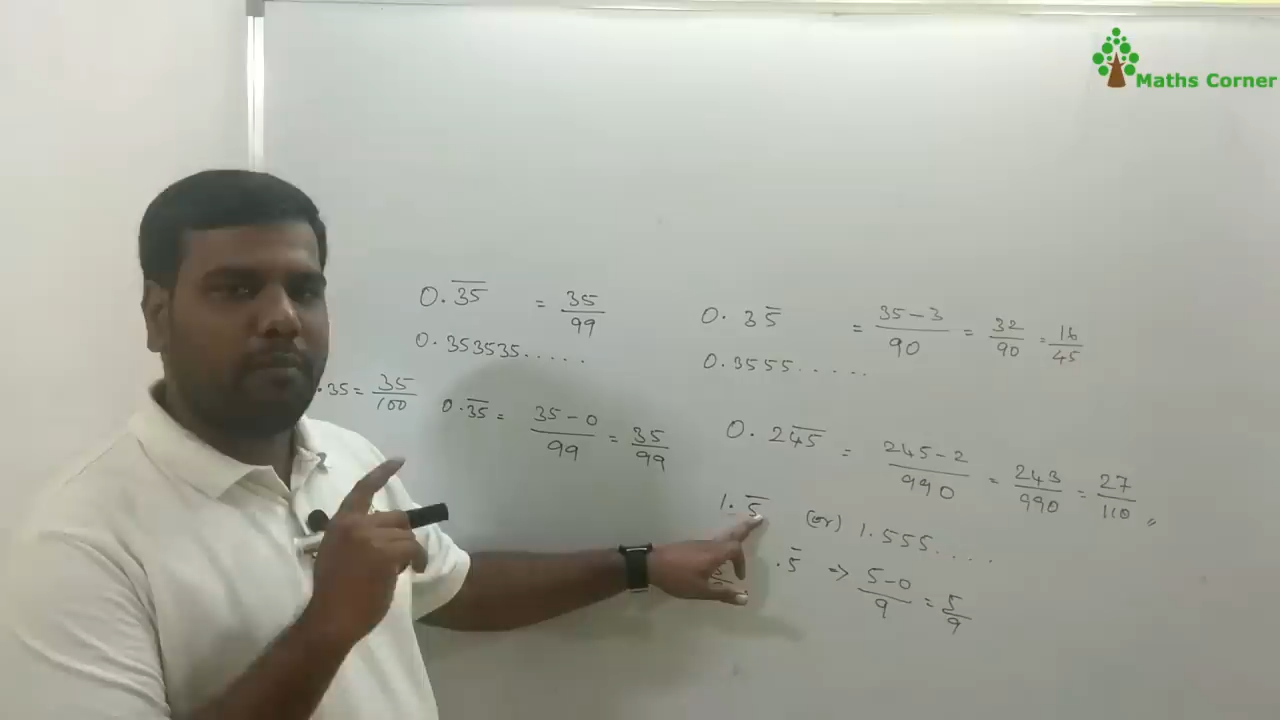 Maths Corner
0.3̅5̅ = 35/99
0.353535.....
.35 = 35/100
0.3̅5̅ = (35-0)/99 = 35/99
0.35̅ = (35-3)/90 = 32/90 = 16/45
0.3555.....
0.24̅5̅ = (245-2)/990 = 243/990 = 27/110 〃
1.5̅ (or) 1.555....
.5̅ ⇒ (5-0)/9 = 5/9